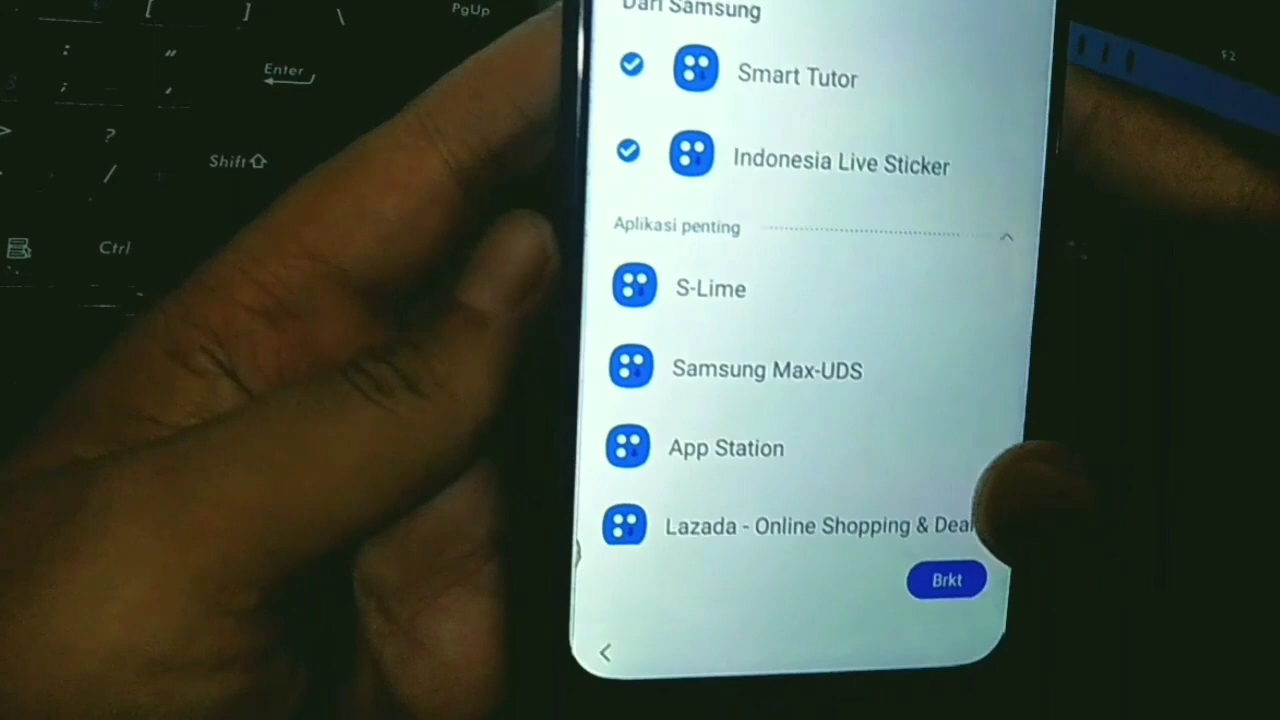 [ ] \ PgUp
: "
; '
Enter
> ?
/
Shift
Ctrl
F2
Dari Samsung
Smart Tutor
Indonesia Live Sticker
Aplikasi penting
S-Lime
Samsung Max-UDS
App Station
Lazada - Online Shopping & Deal
Brkt